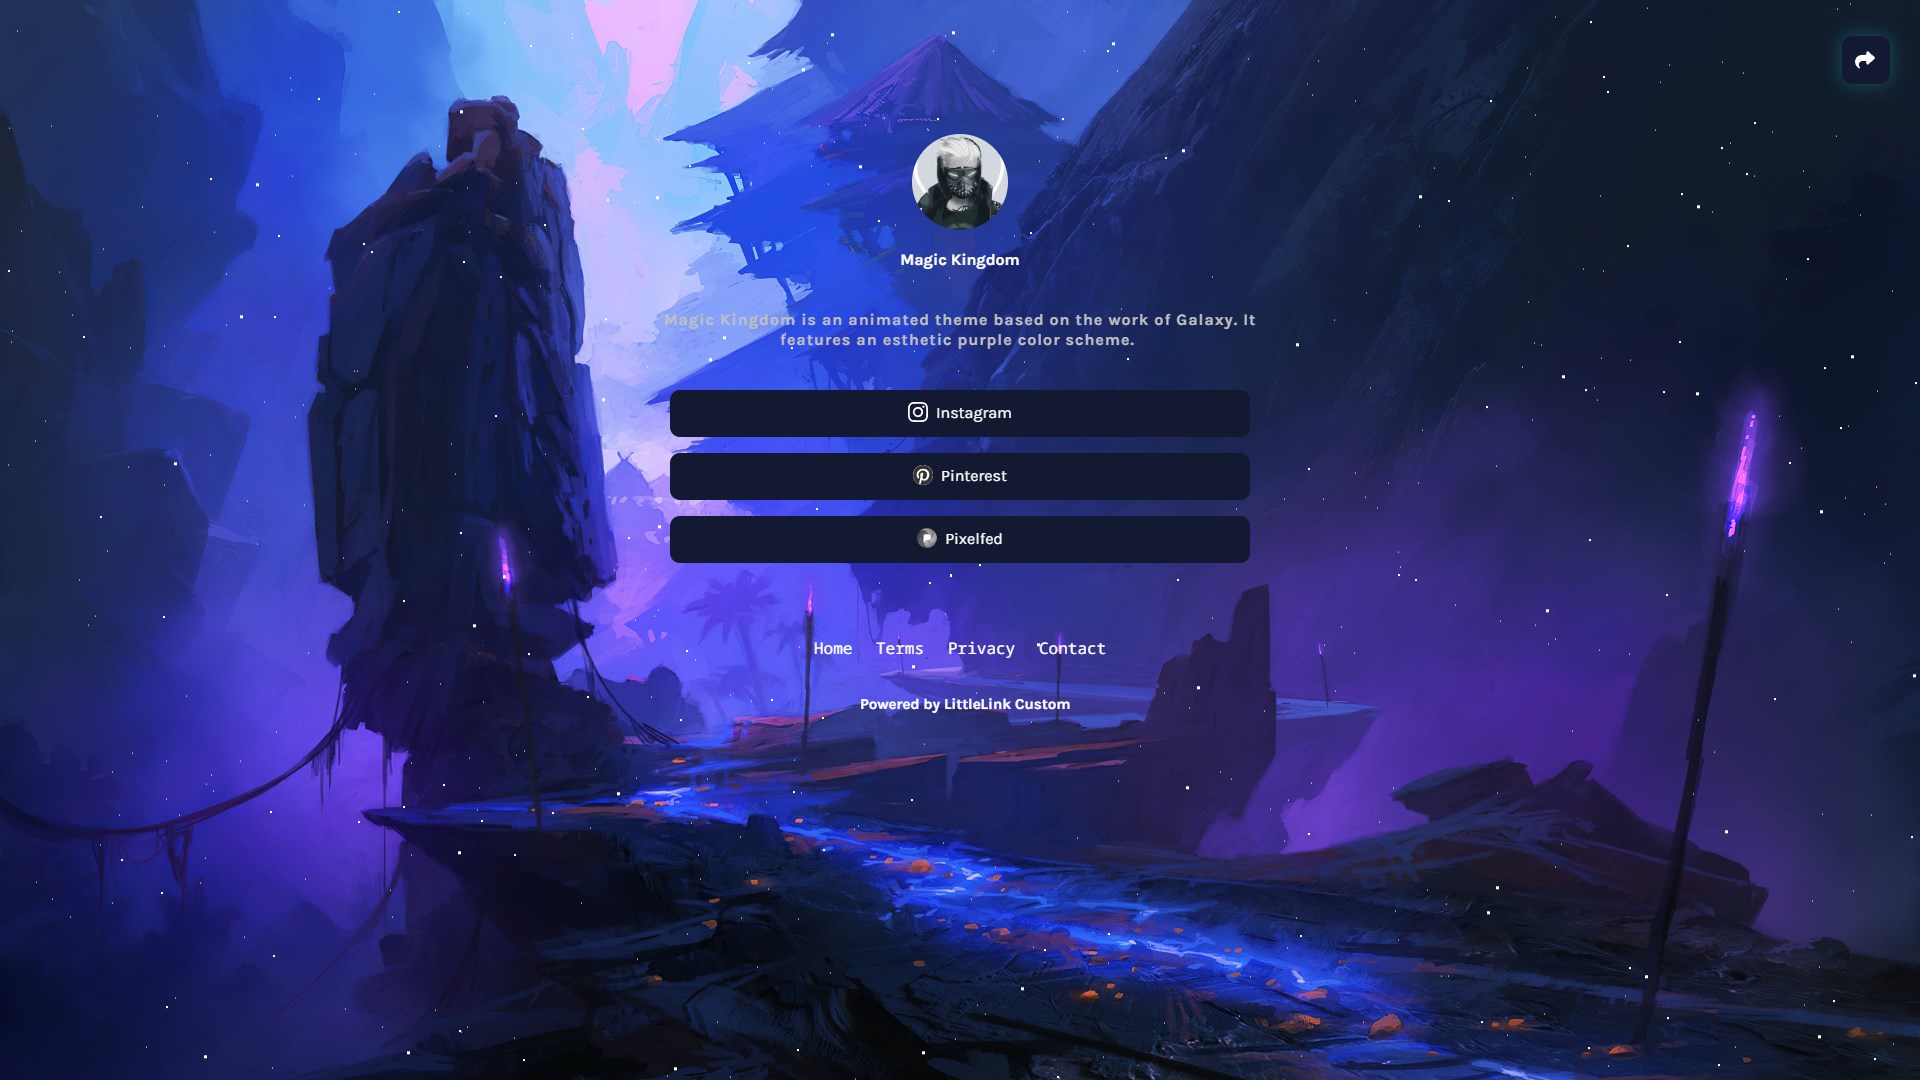 Magic Kingdom
Magic Kingdom is an animated theme based on the work of Galaxy. It
features an esthetic purple color scheme.
Instagram
Pinterest
Pixelfed
Home Terms Privacy Contact
Powered by LittleLink Custom